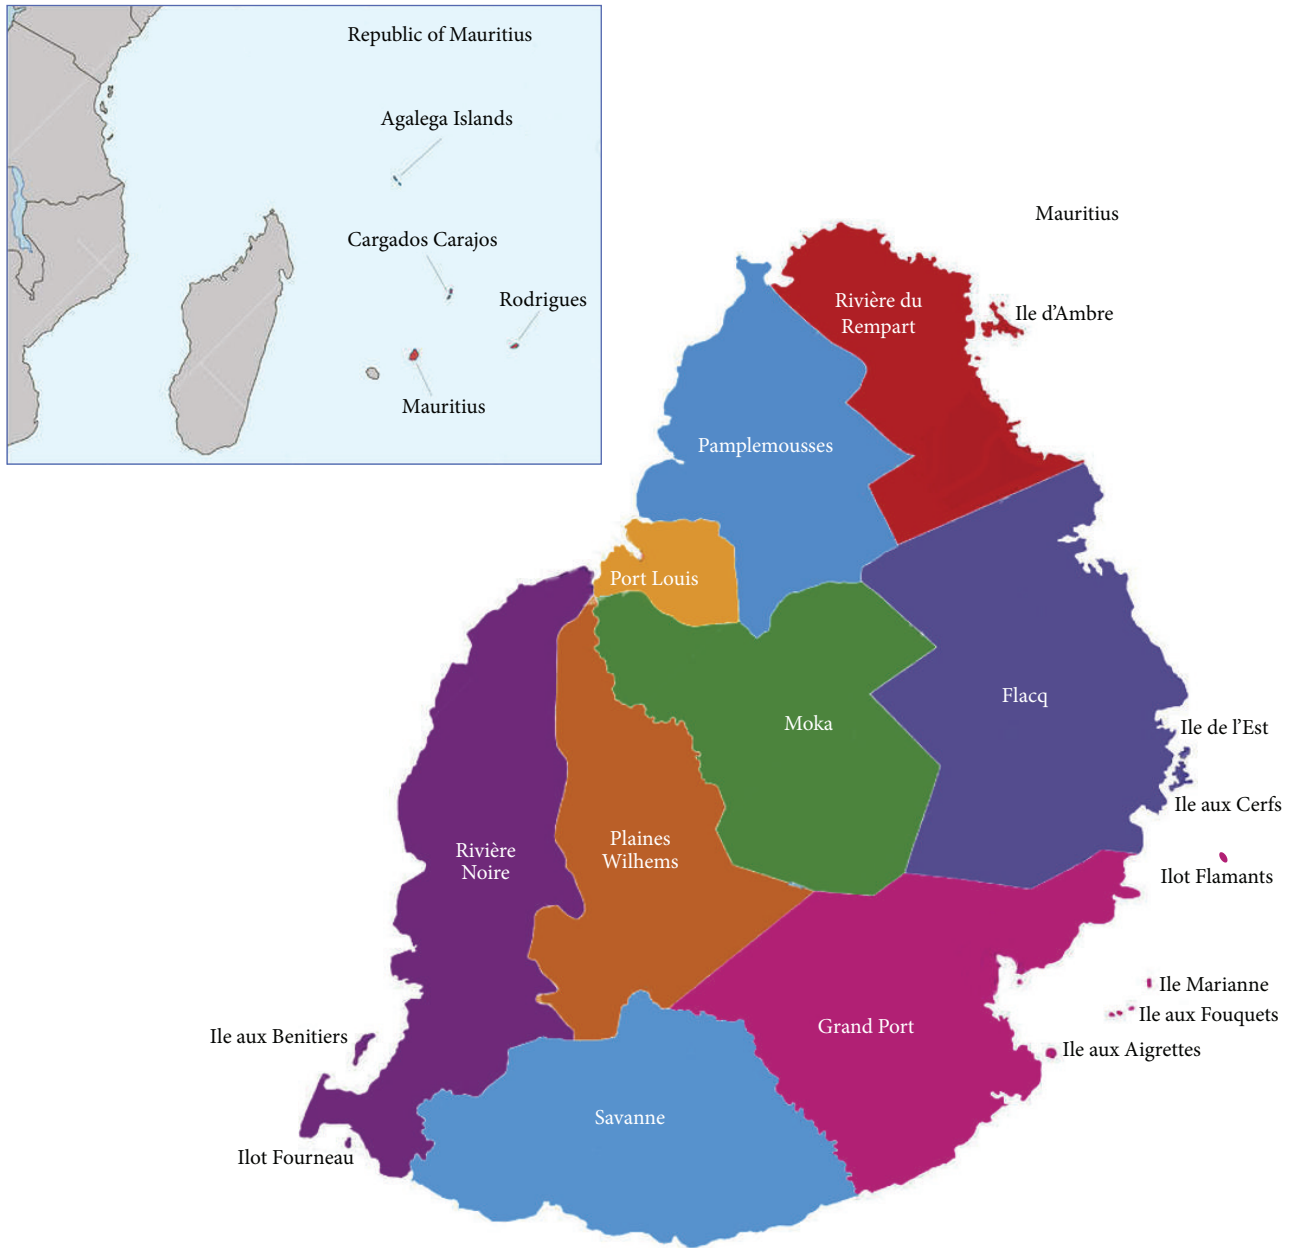 Republic of Mauritius
Agalega Islands
Cargados Carajos
Rodrigues
Mauritius
Mauritius
Rivière du
Rempart
Ile d’Ambre
Pamplemousses
Port Louis
Flacq
Moka
Ile de l’Est
Ile aux Cerfs
Plaines
Wilhems
Rivière
Noire
Ilot Flamants
Ile Marianne
Ile aux Fouquets
Grand Port
Ile aux Benitiers
Ile aux Aigrettes
Savanne
Ilot Fourneau